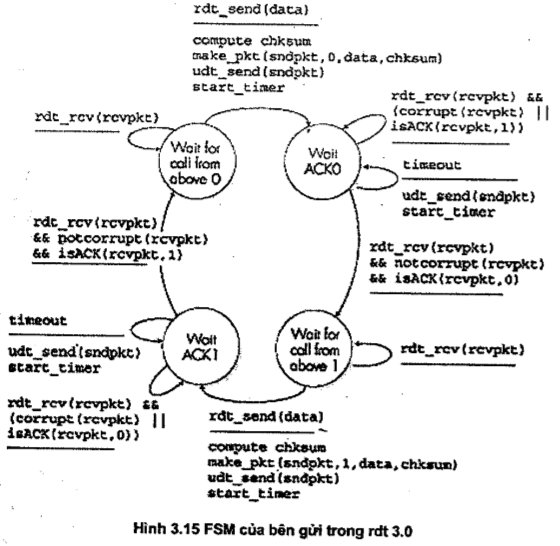 rdt_send(data)
compute chksum
make_pkt(sndpkt,0,data,chksum)
udt_send(sndpkt)
start_timer
rdt_rcv(rcvpkt)
Wait for
call from
above 0
Wait
ACK0
rdt_rcv(rcvpkt) &&
(corrupt(rcvpkt) ||
isACK(rcvpkt,1))
timeout
udt_send(sndpkt)
start_timer
rdt_rcv(rcvpkt)
&& notcorrupt(rcvpkt)
&& isACK(rcvpkt,1)
rdt_rcv(rcvpkt)
&& notcorrupt(rcvpkt)
&& isACK(rcvpkt,0)
timeout
udt_send(sndpkt)
start_timer
Wait
ACK1
Wait for
call from
above 1
rdt_rcv(rcvpkt)
rdt_rcv(rcvpkt) &&
(corrupt(rcvpkt) ||
isACK(rcvpkt,0))
rdt_send(data)
compute chksum
make_pkt(sndpkt,1,data,chksum)
udt_send(sndpkt)
start_timer
Hình 3.15 FSM của bên gửi trong rdt 3.0